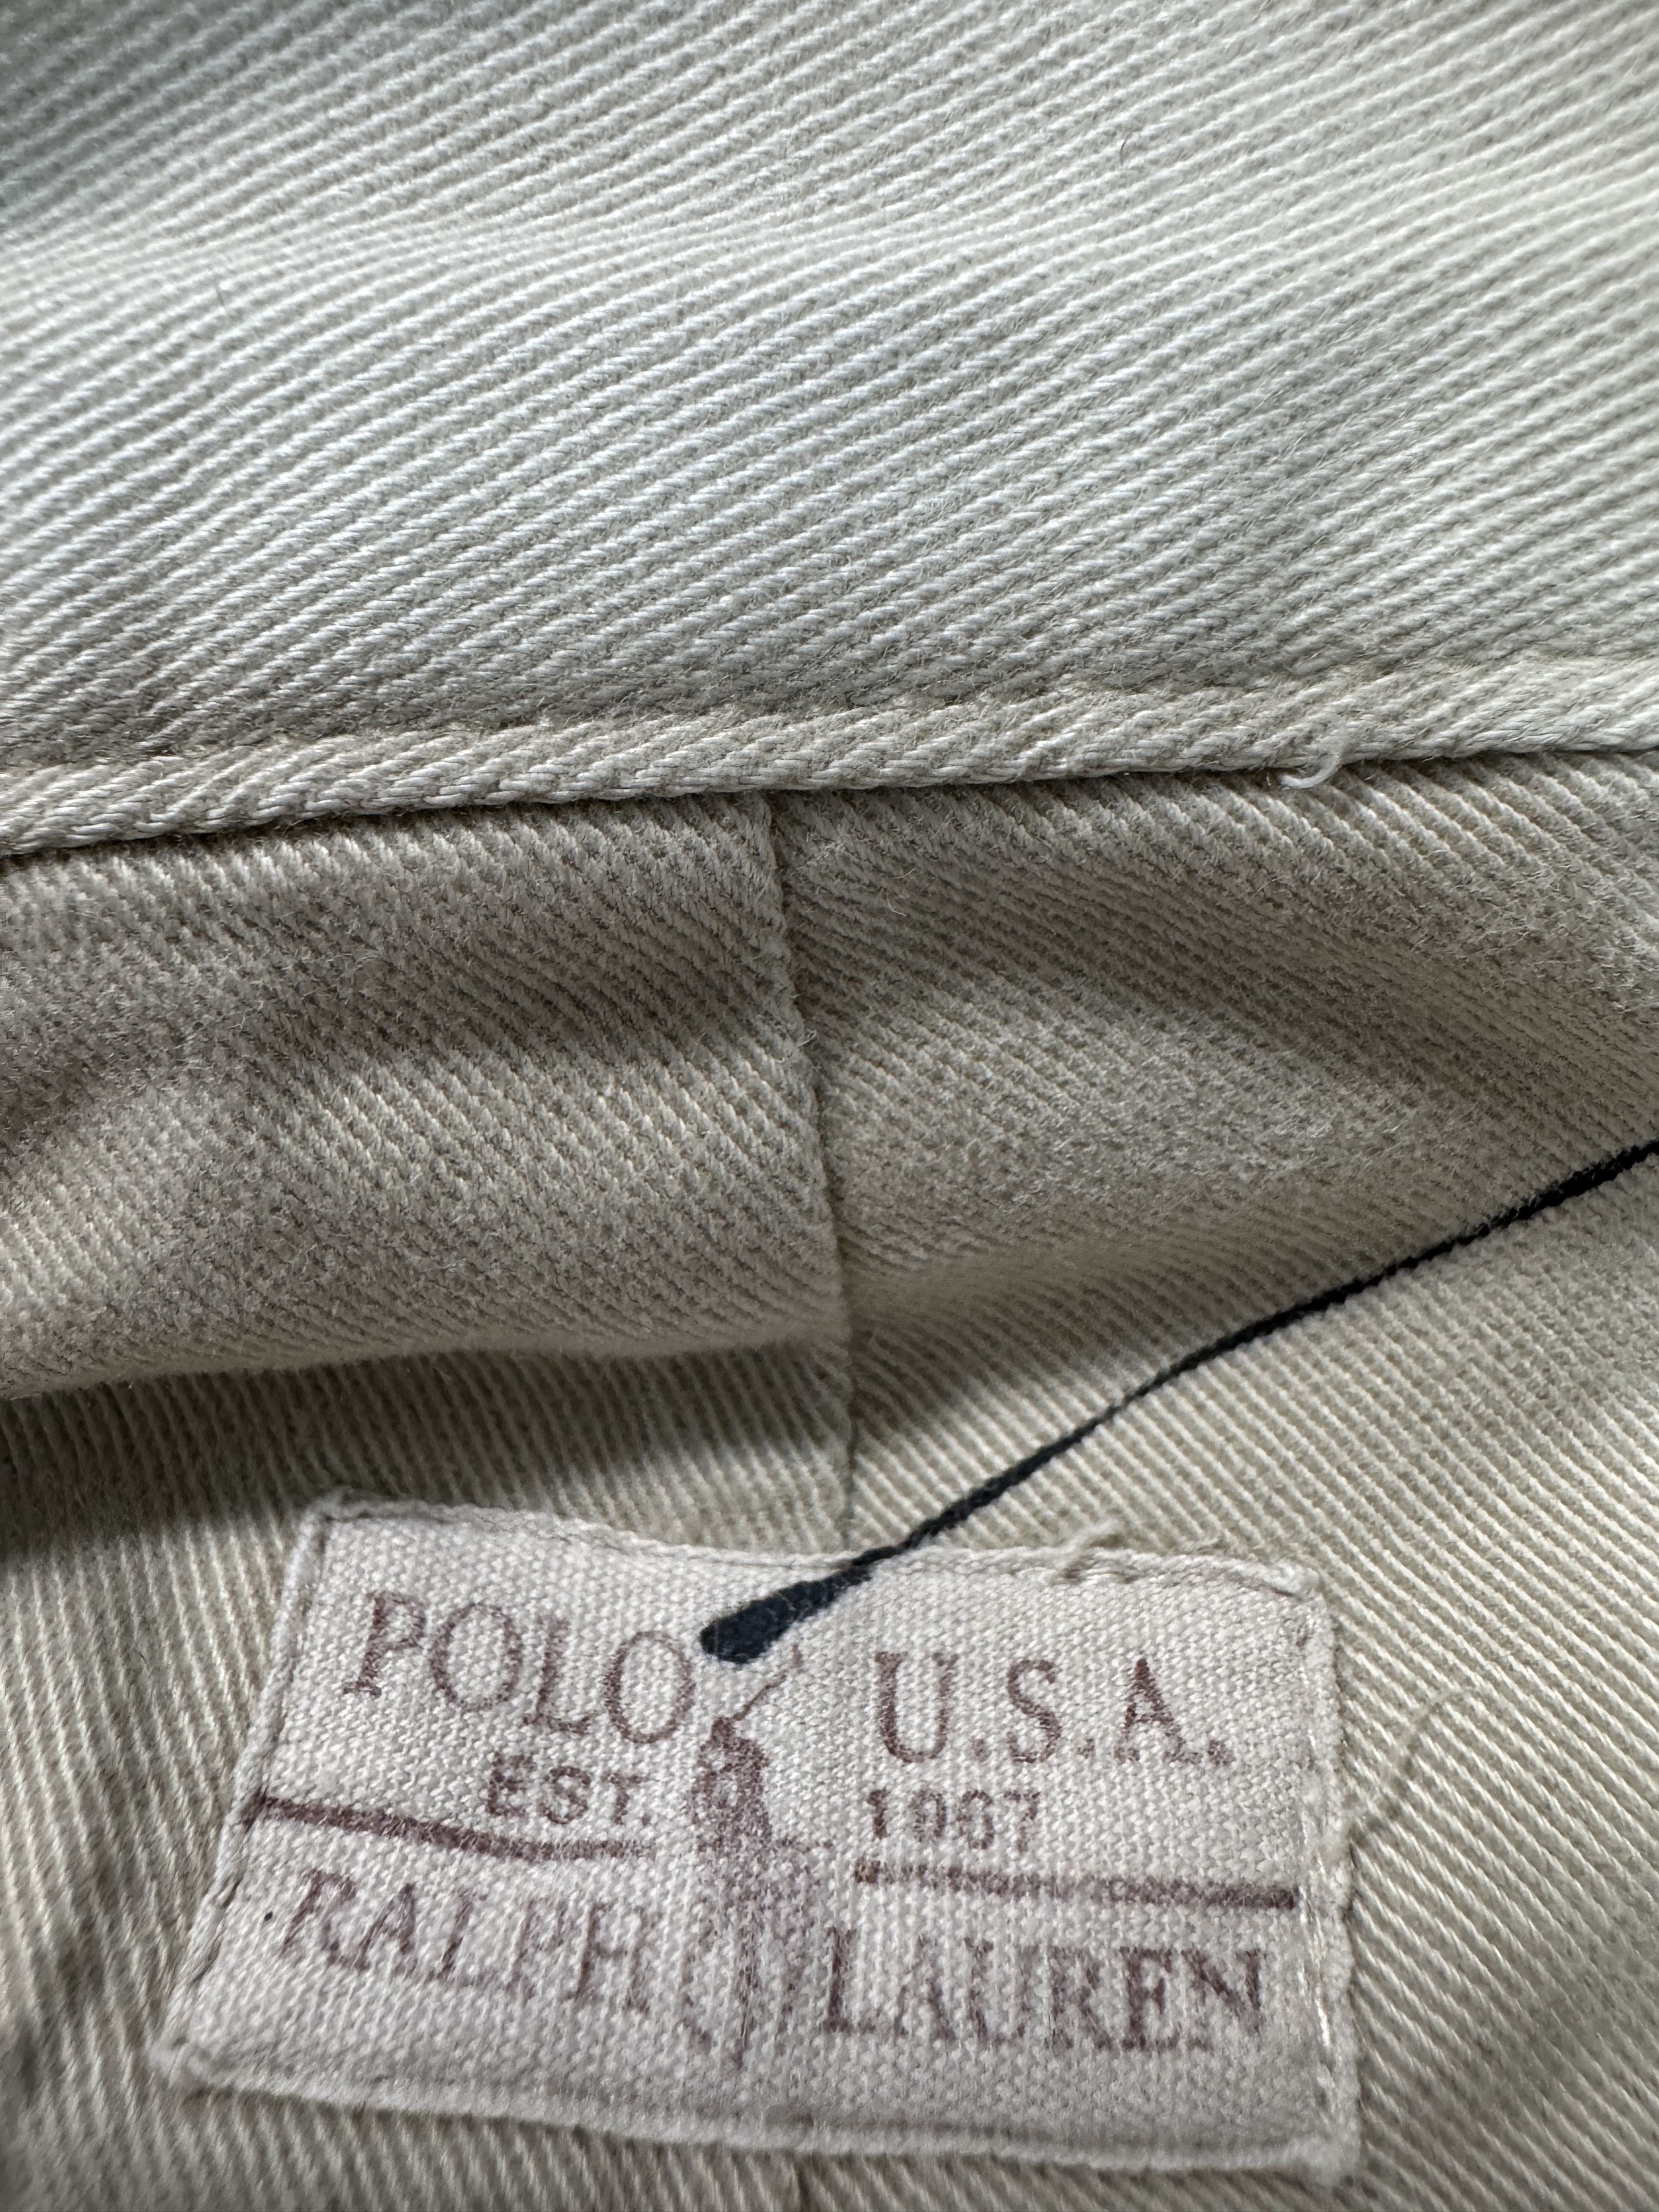 POLO U.S.A.
EST. 1967
RALPH LAUREN